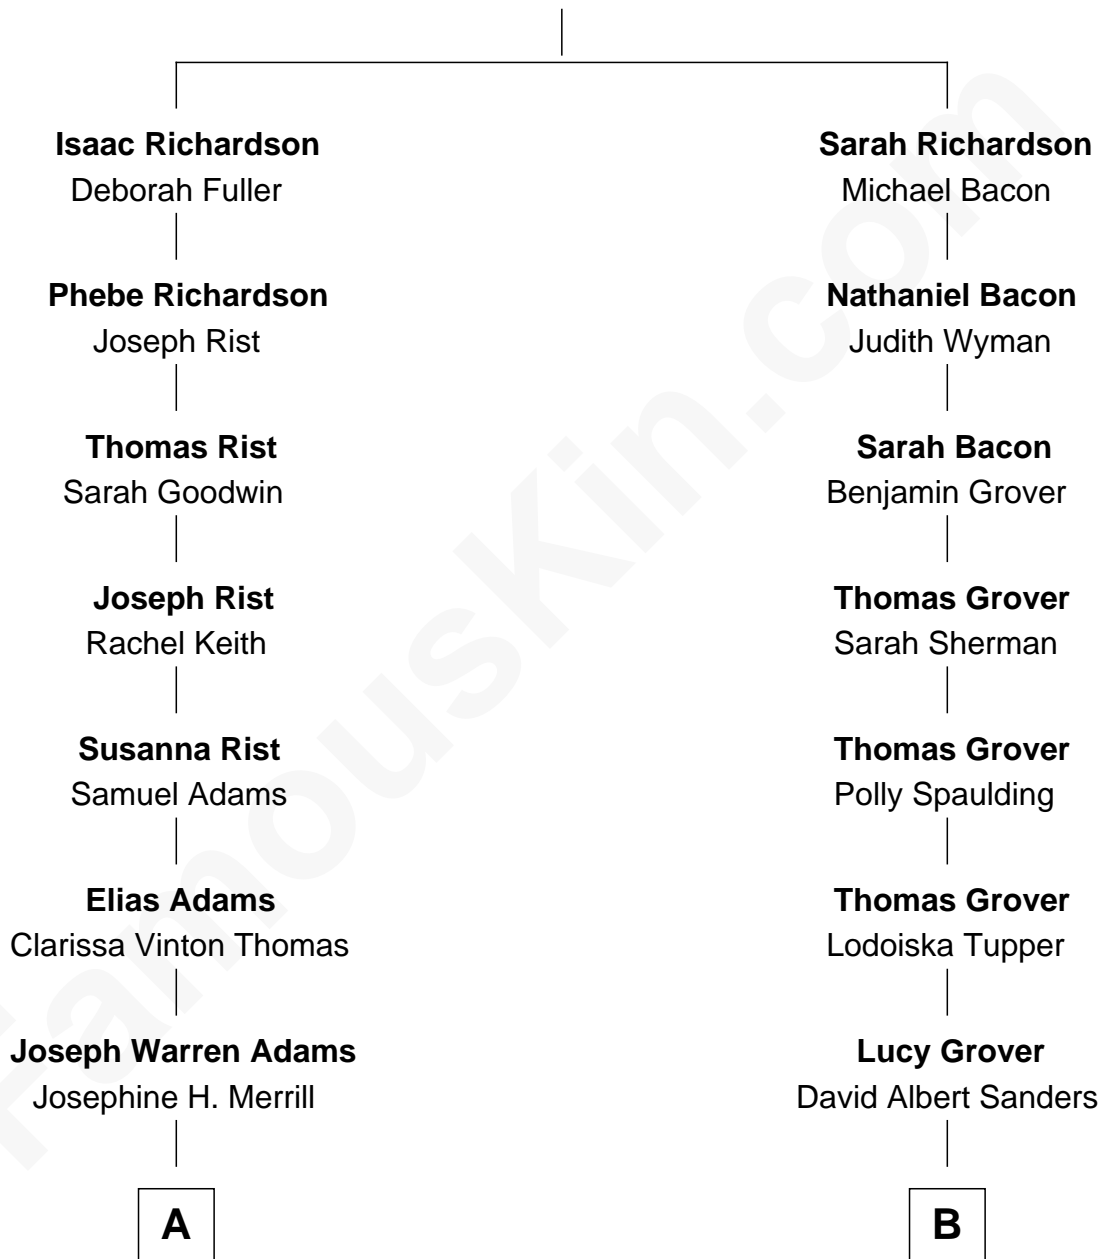 Isaac Richardson
Deborah Fuller
Sarah Richardson
Michael Bacon
Phebe Richardson
Joseph Rist
Nathaniel Bacon
Judith Wyman
Thomas Rist
Sarah Goodwin
Sarah Bacon
Benjamin Grover
Joseph Rist
Rachel Keith
Thomas Grover
Sarah Sherman
Susanna Rist
Samuel Adams
Thomas Grover
Polly Spaulding
Elias Adams
Clarissa Vinton Thomas
Thomas Grover
Lodoiska Tupper
Joseph Warren Adams
Josephine H. Merrill
Lucy Grover
David Albert Sanders
A
B
FamousKin.com